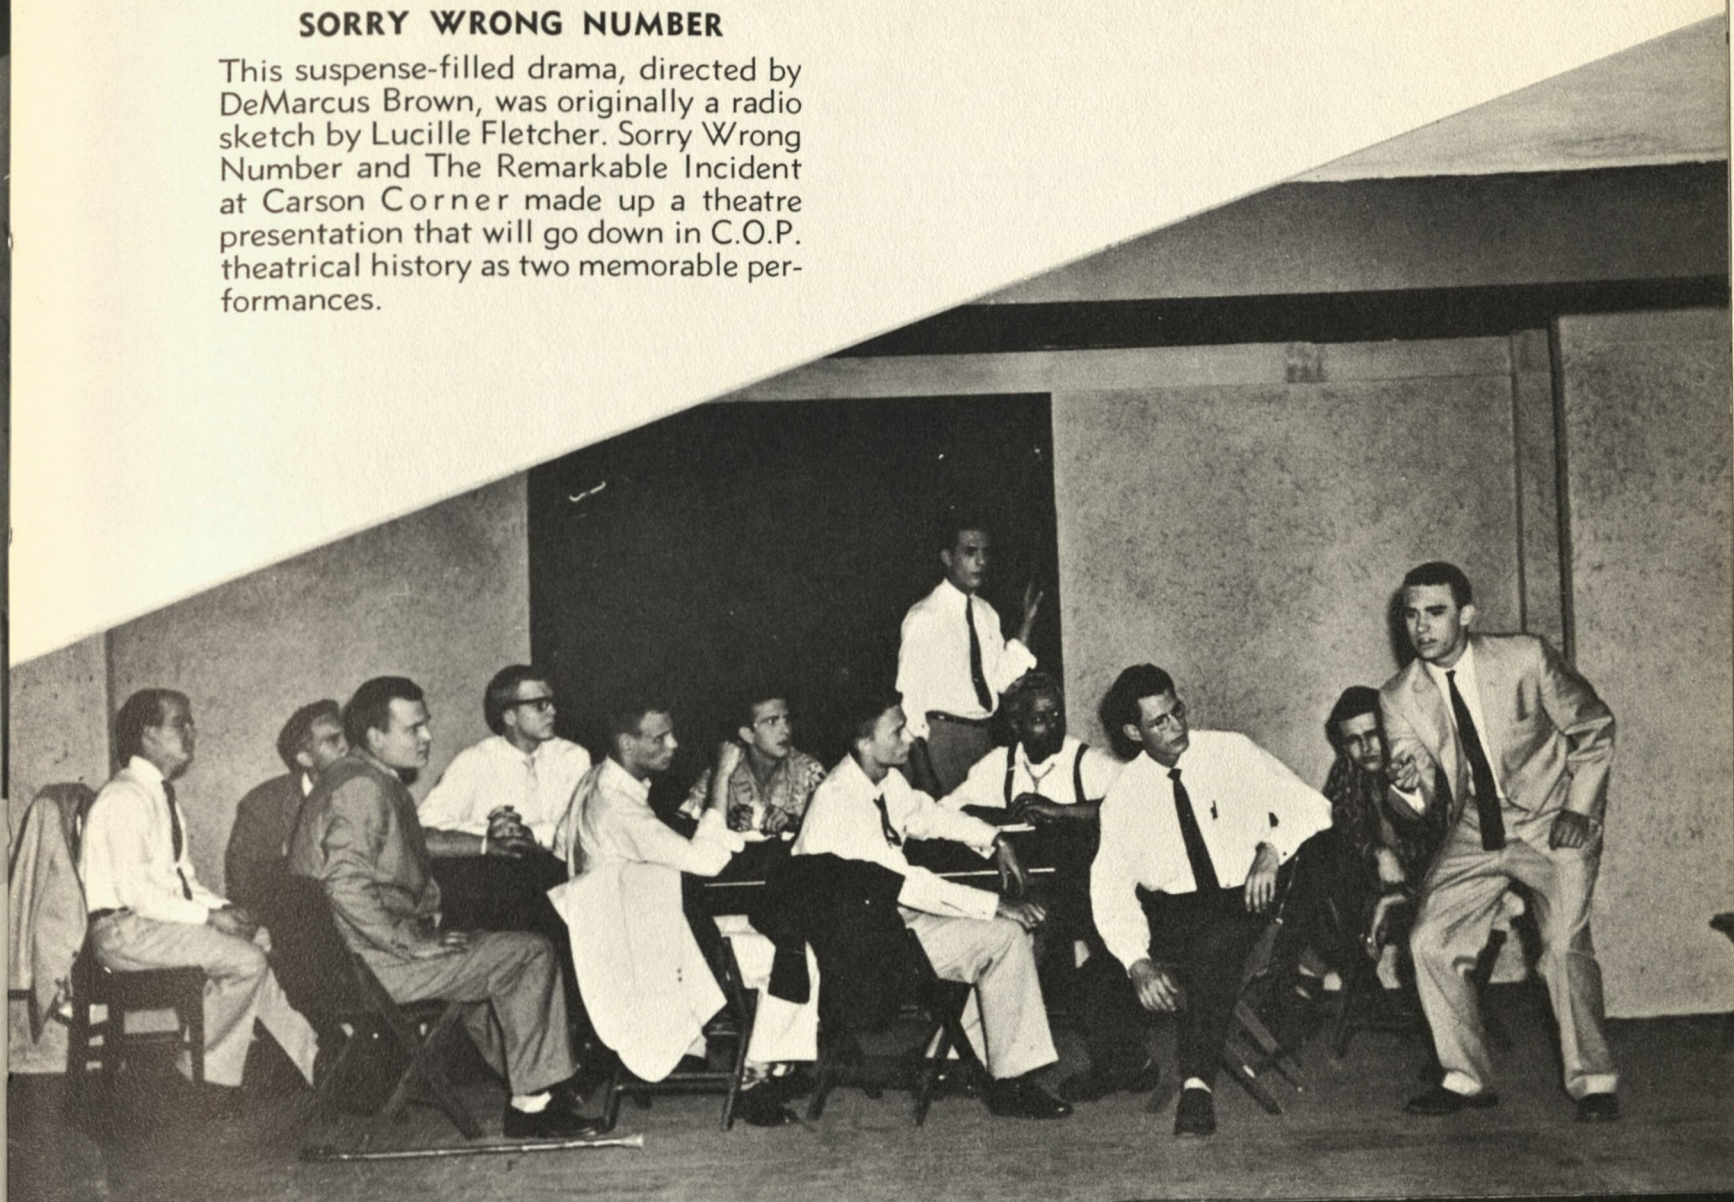 SORRY WRONG NUMBER
This suspense-filled drama, directed by
DeMarcus Brown, was originally a radio
sketch by Lucille Fletcher. Sorry Wrong
Number and The Remarkable Incident
at Carson Corner made up a theatre
presentation that will go down in C.O.P.
theatrical history as two memorable per-
formances.